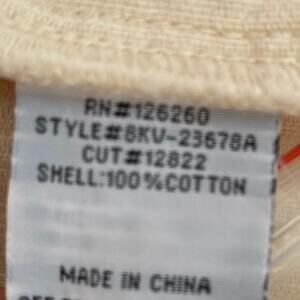 RN#126260
STYLE#8KV-23678A
CUT#12822
SHELL:100%COTTON
MADE IN CHINA